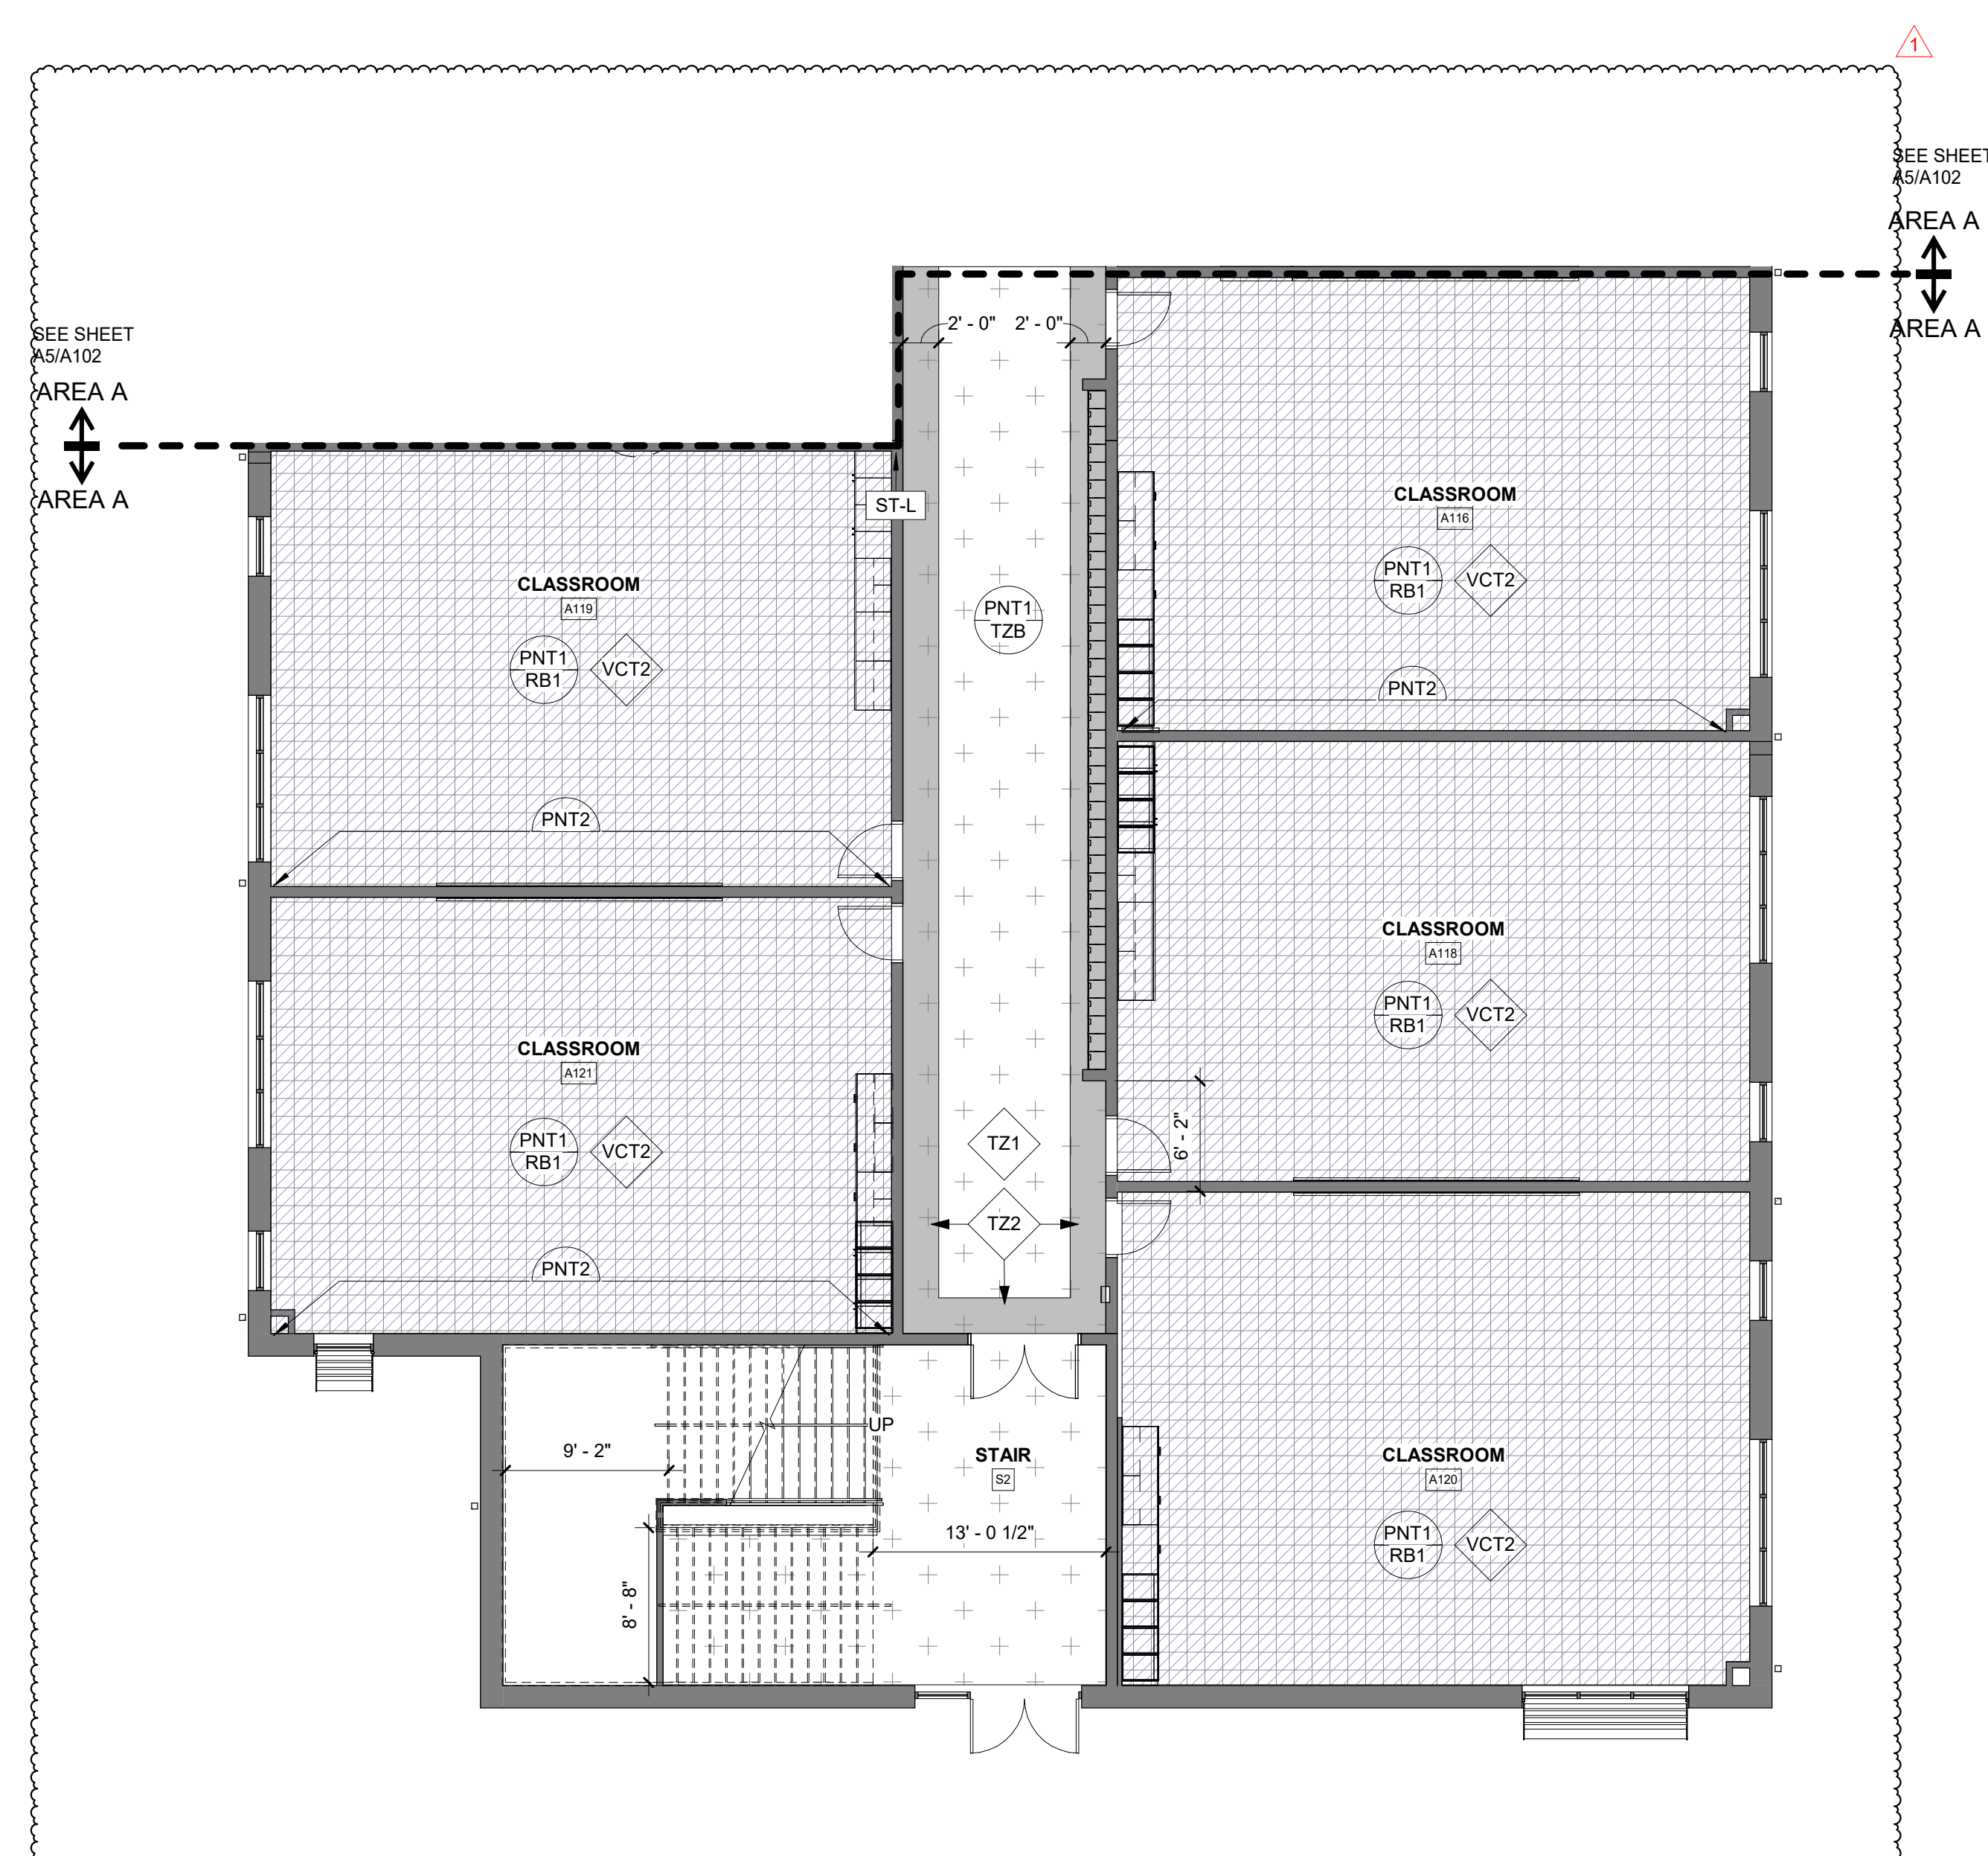 1
SEE SHEET
A5/A102
AREA A
AREA A
SEE SHEET
A5/A102
AREA A
AREA A
2' - 0"
2' - 0"
ST-L
CLASSROOM
A116
PNT1
RB1
VCT2
PNT2
CLASSROOM
A119
PNT1
RB1
VCT2
PNT2
PNT1
TZB
CLASSROOM
A118
PNT1
RB1
VCT2
6' - 2"
CLASSROOM
A121
PNT1
RB1
VCT2
PNT2
TZ1
TZ2
UP
9' - 2"
8' - 8"
STAIR
S2
13' - 0 1/2"
CLASSROOM
A120
PNT1
RB1
VCT2